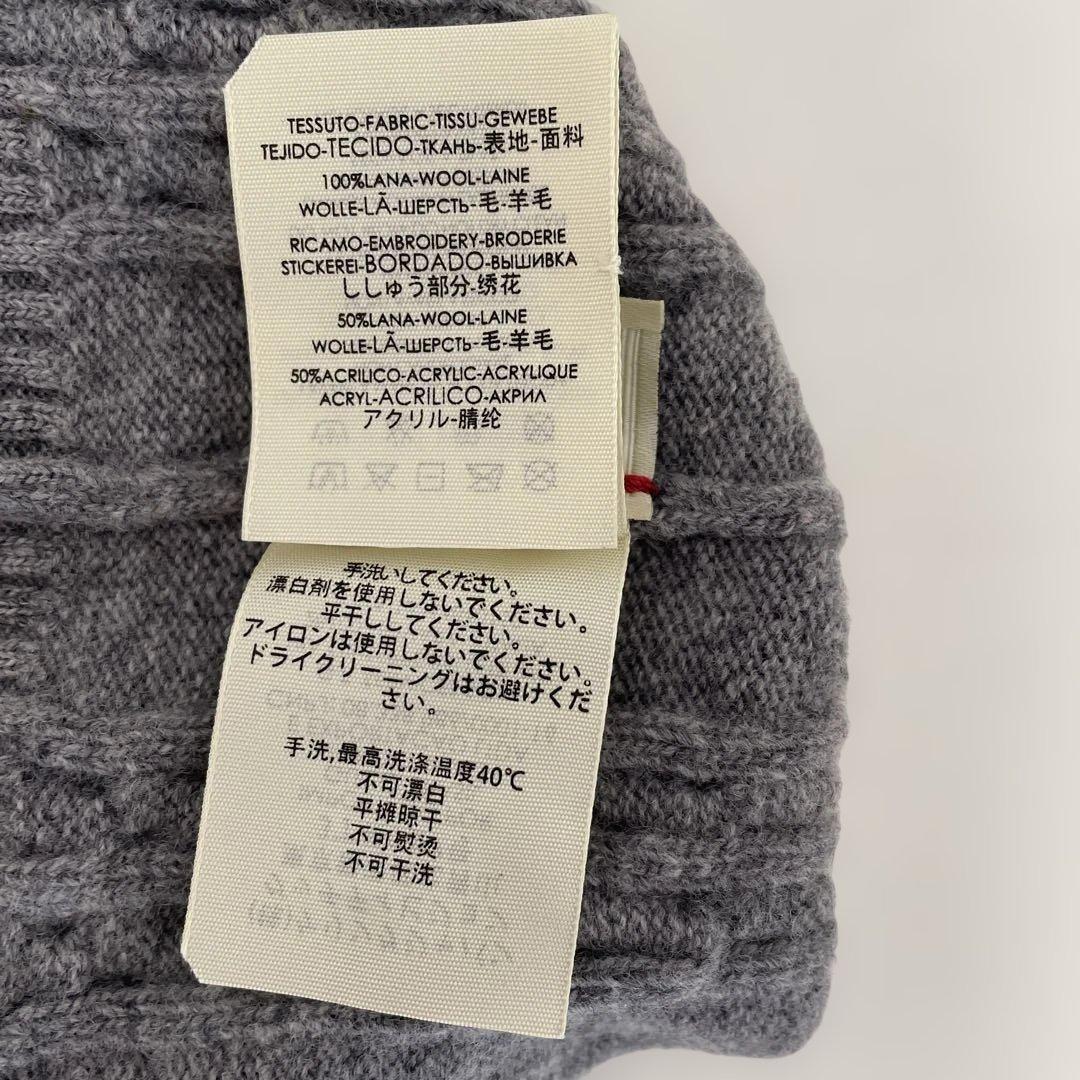 TESSUTO-FABRIC-TISSU-GEWEBE
TEJIDO-TECIDO-ТКАНЬ-表地-面料
100%LANA-WOOL-LAINE
WOLLE-LÃ-ШЕРСТЬ-毛-羊毛
RICAMO-EMBROIDERY-BRODERIE
STICKEREI-BORDADO-ВЫШИВКА
ししゅう部分-绣花
50%LANA-WOOL-LAINE
WOLLE-LÃ-ШЕРСТЬ-毛-羊毛
50%ACRILICO-ACRYLIC-ACRYLIQUE
ACRYL-ACRILICO-АКРИЛ
アクリル-腈纶
手洗いしてください。
漂白剤を使用しないでください。
平干ししてください。
アイロンは使用しないでください。
ドライクリーニングはお避けくだ
さい。
手洗,最高洗涤温度40℃
不可漂白
平摊晾干
不可熨烫
不可干洗